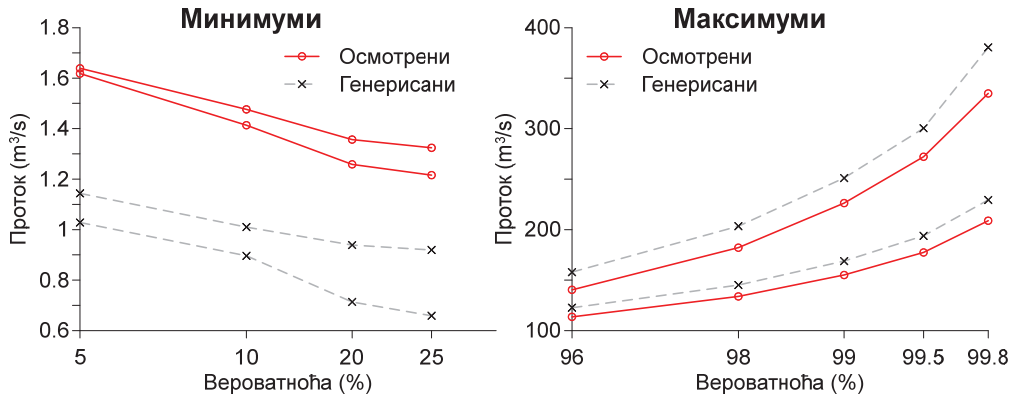 Минимуми
1.8
1.6
1.4
1.2
1
0.8
0.6
Проток (m³/s)
Осмотрени
Генерисани
5
10
20
25
Вероватноћа (%)
Максимуми
400
300
200
100
Проток (m³/s)
Осмотрени
Генерисани
96
98
99
99.5
99.8
Вероватноћа (%)